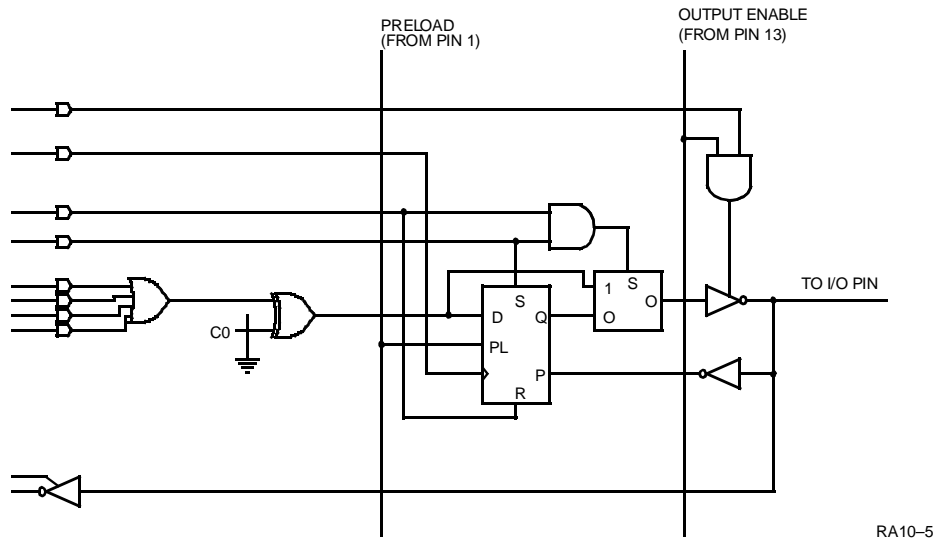 PRELOAD
(FROM PIN 1)
OUTPUT ENABLE
(FROM PIN 13)
S
1
O
O
TO I/O PIN
S
D
Q
PL
P
R
C0
RA10–5